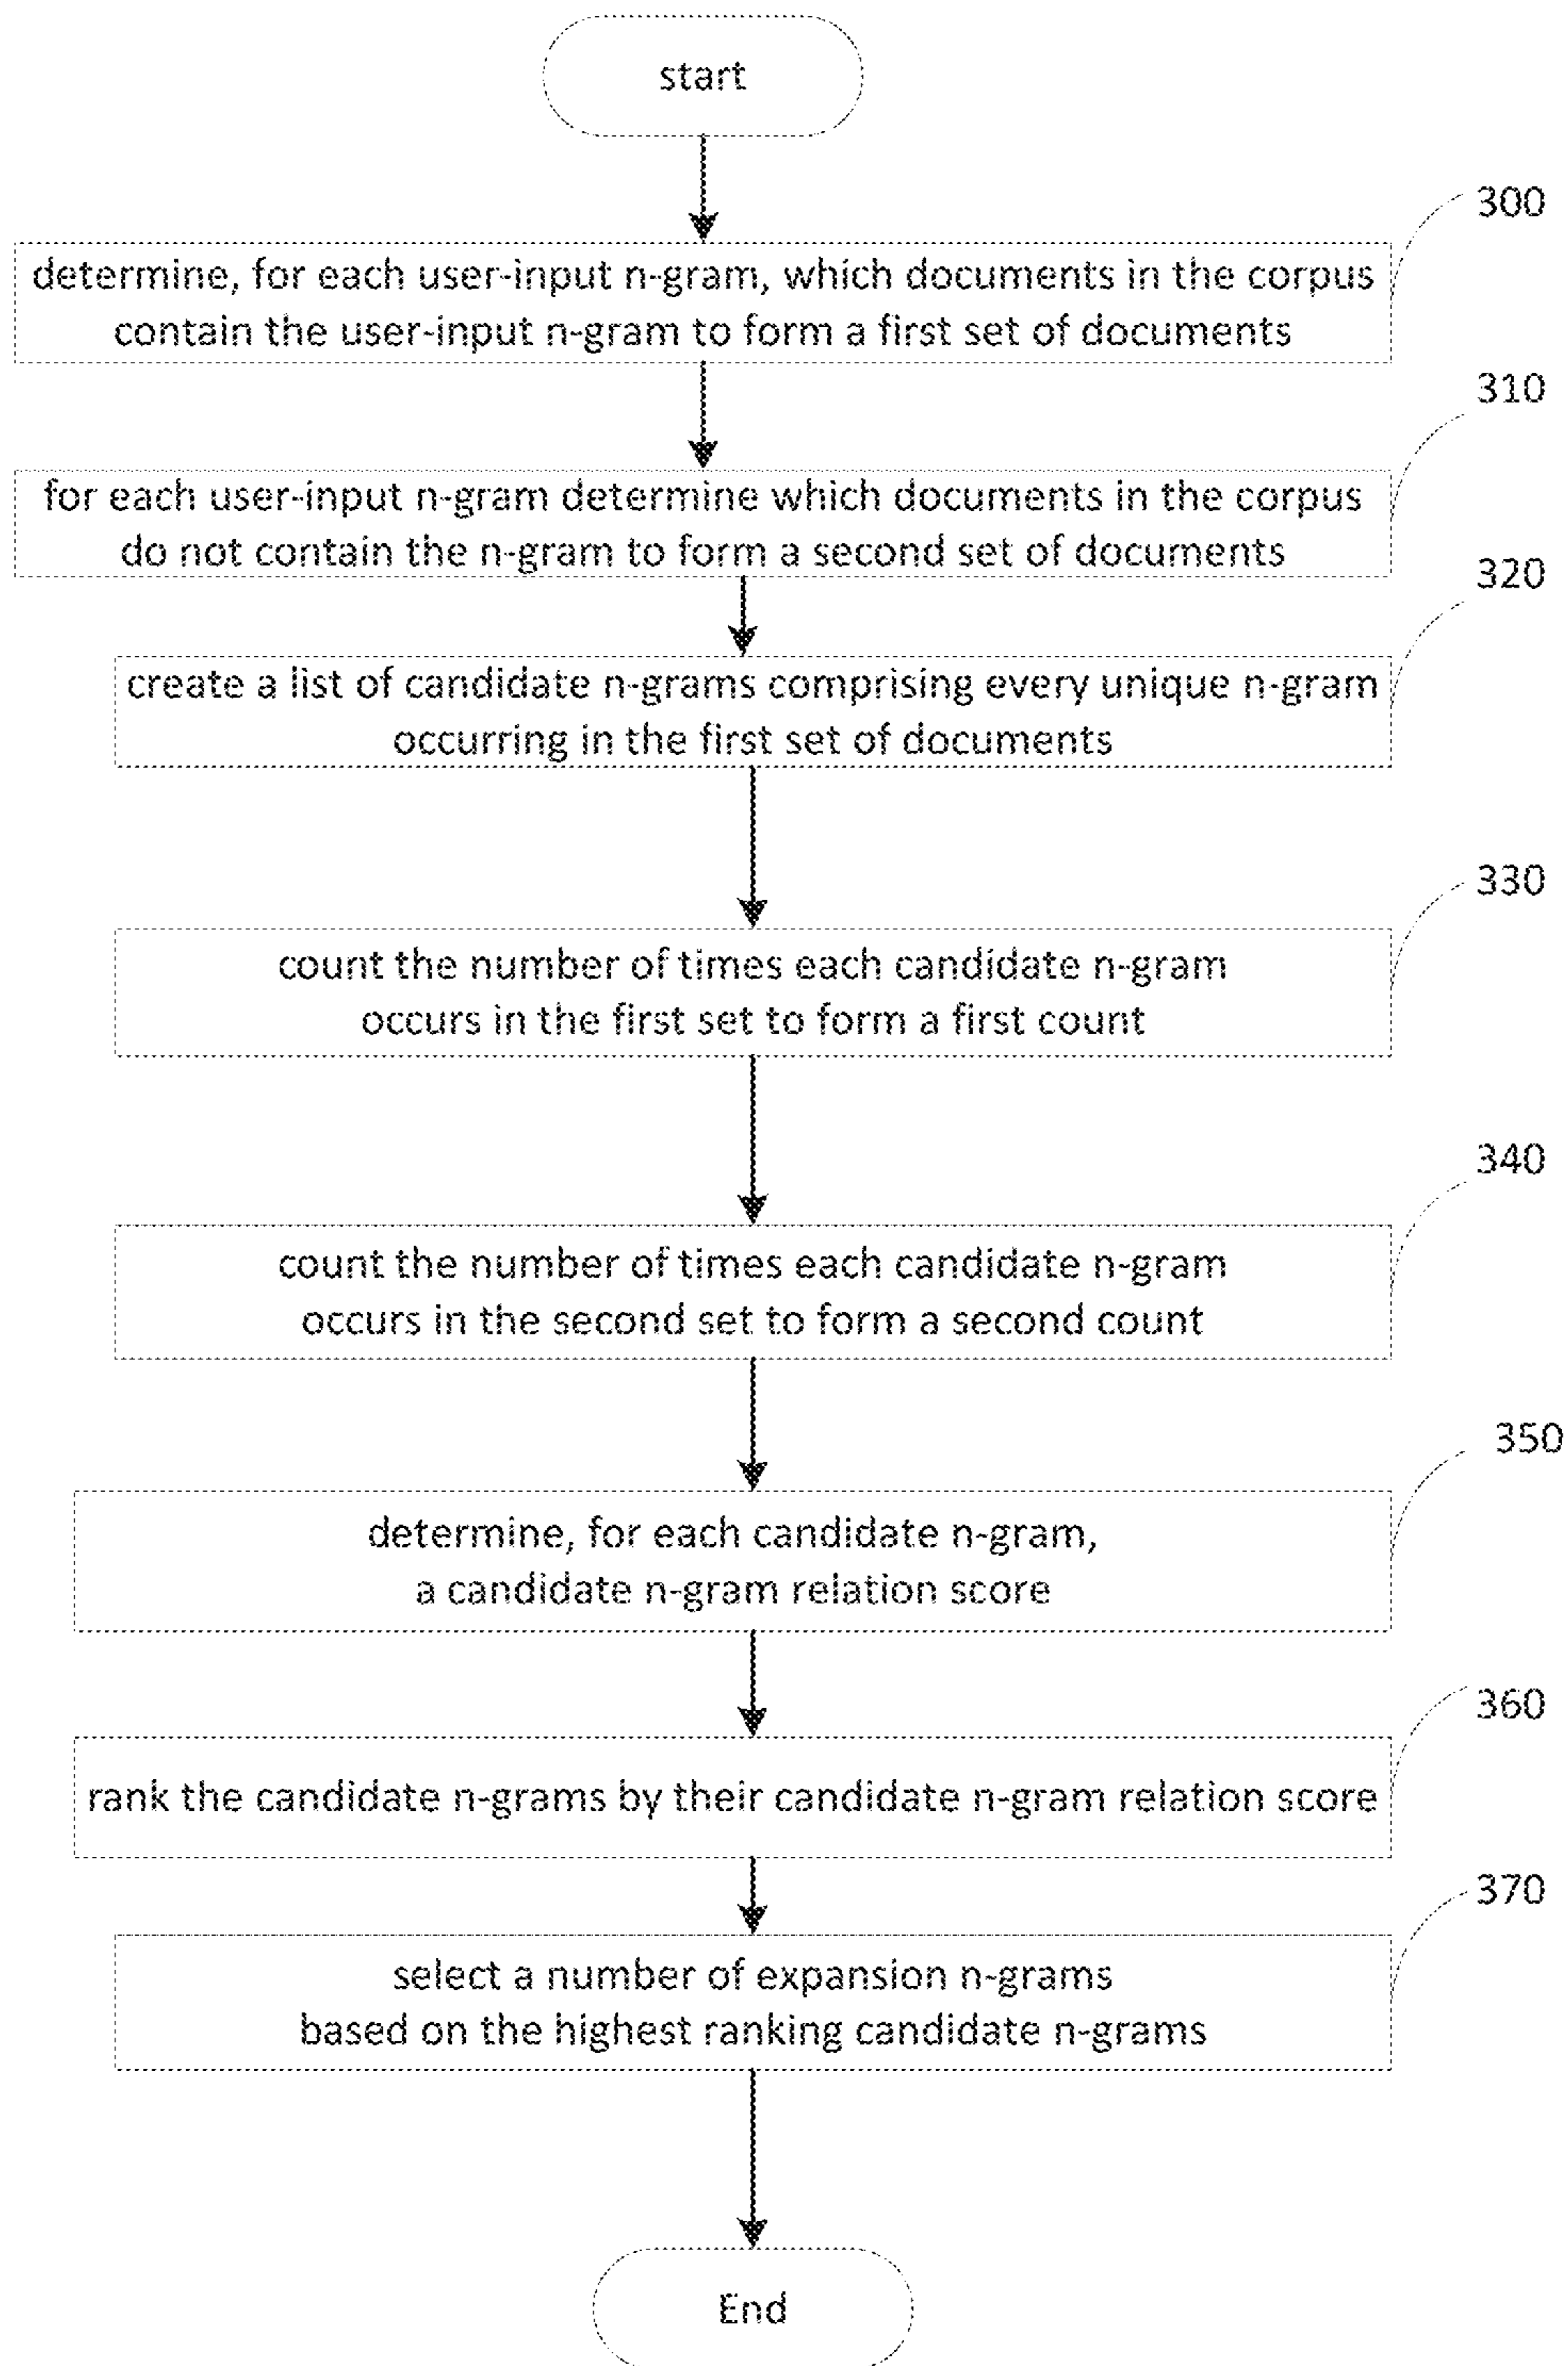 start
300
determine, for each user-input n-gram, which documents in the corpus
contain the user-input n-gram to form a first set of documents
310
for each user-input n-gram determine which documents in the corpus
do not contain the n-gram to form a second set of documents
320
create a list of candidate n-grams comprising every unique n-gram
occurring in the first set of documents
330
count the number of times each candidate n-gram
occurs in the first set to form a first count
340
count the number of times each candidate n-gram
occurs in the second set to form a second count
350
determine, for each candidate n-gram,
a candidate n-gram relation score
360
rank the candidate n-grams by their candidate n-gram relation score
370
select a number of expansion n-grams
based on the highest ranking candidate n-grams
End